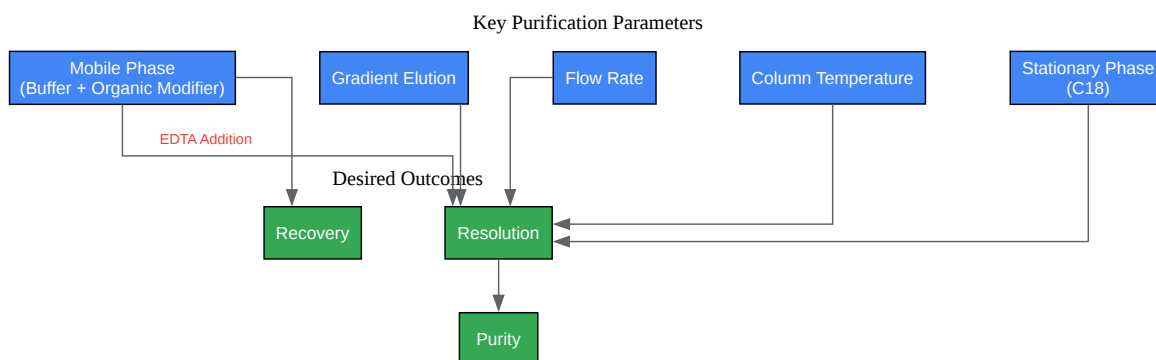 Key Purification Parameters
Mobile Phase
(Buffer + Organic Modifier)
Gradient Elution
Flow Rate
Column Temperature
Stationary Phase
(C18)
EDTA Addition
Desired Outcomes
Recovery
Resolution
Purity